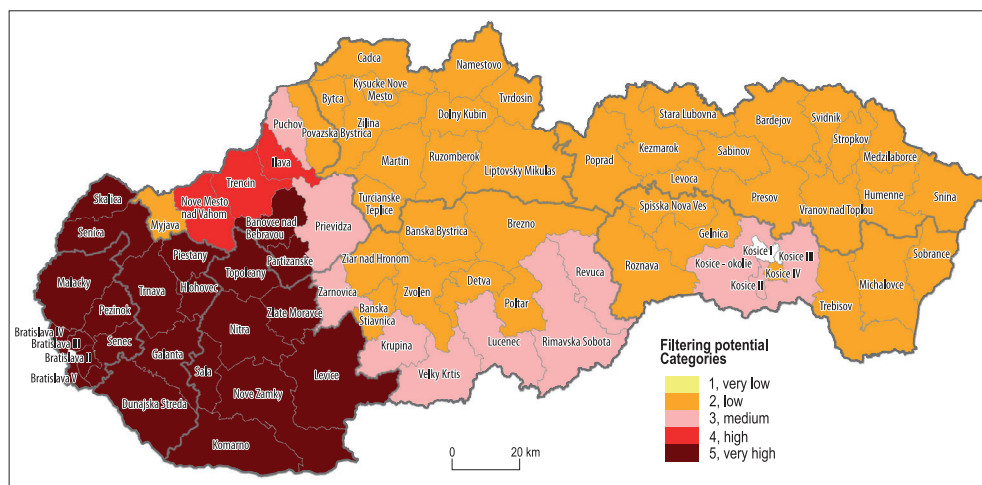 Cadca
Namestovo
Kysucke Nove
Mesto
Bytca
Tvrdosin
Puchov
Zilina
Dolny Kubin
Povazska Bystrica
Stara Lubovna
Bardejov
Svidnik
Stropkov
Ilava
Martin
Ruzomberok
Liptovsky Mikulas
Poprad
Kezmarok
Sabinov
Medzilaborce
Trencin
Levoca
Skalica
Nove Mesto
nad Vahom
Turcianske
Teplice
Presov
Humenne
Snina
Myjava
Banovce nad
Bebravou
Prievidza
Spisska Nova Ves
Vranov nad Toplou
Senica
Banska Bystrica
Brezno
Gelnica
Piestany
Partizanske
Ziar nad Hronom
Kosice I
Kosice III
Sobrance
Malacky
Topolcany
Roznava
Kosice - okolie
Kosice IV
Trnava
Hlohovec
Zarnovica
Zvolen
Detva
Revuca
Kosice II
Michalovce
Pezinok
Zlate Moravce
Banska
Stiavnica
Poltar
Trebisov
Bratislava IV
Bratislava III
Bratislava II
Bratislava V
Senec
Nitra
Galanta
Sala
Krupina
Lucenec
Rimavska Sobota
Levice
Velky Krtis
Dunajska Streda
Nove Zamky
Komarno
0 20 km
Filtering potential
Categories
1, very low
2, low
3, medium
4, high
5, very high